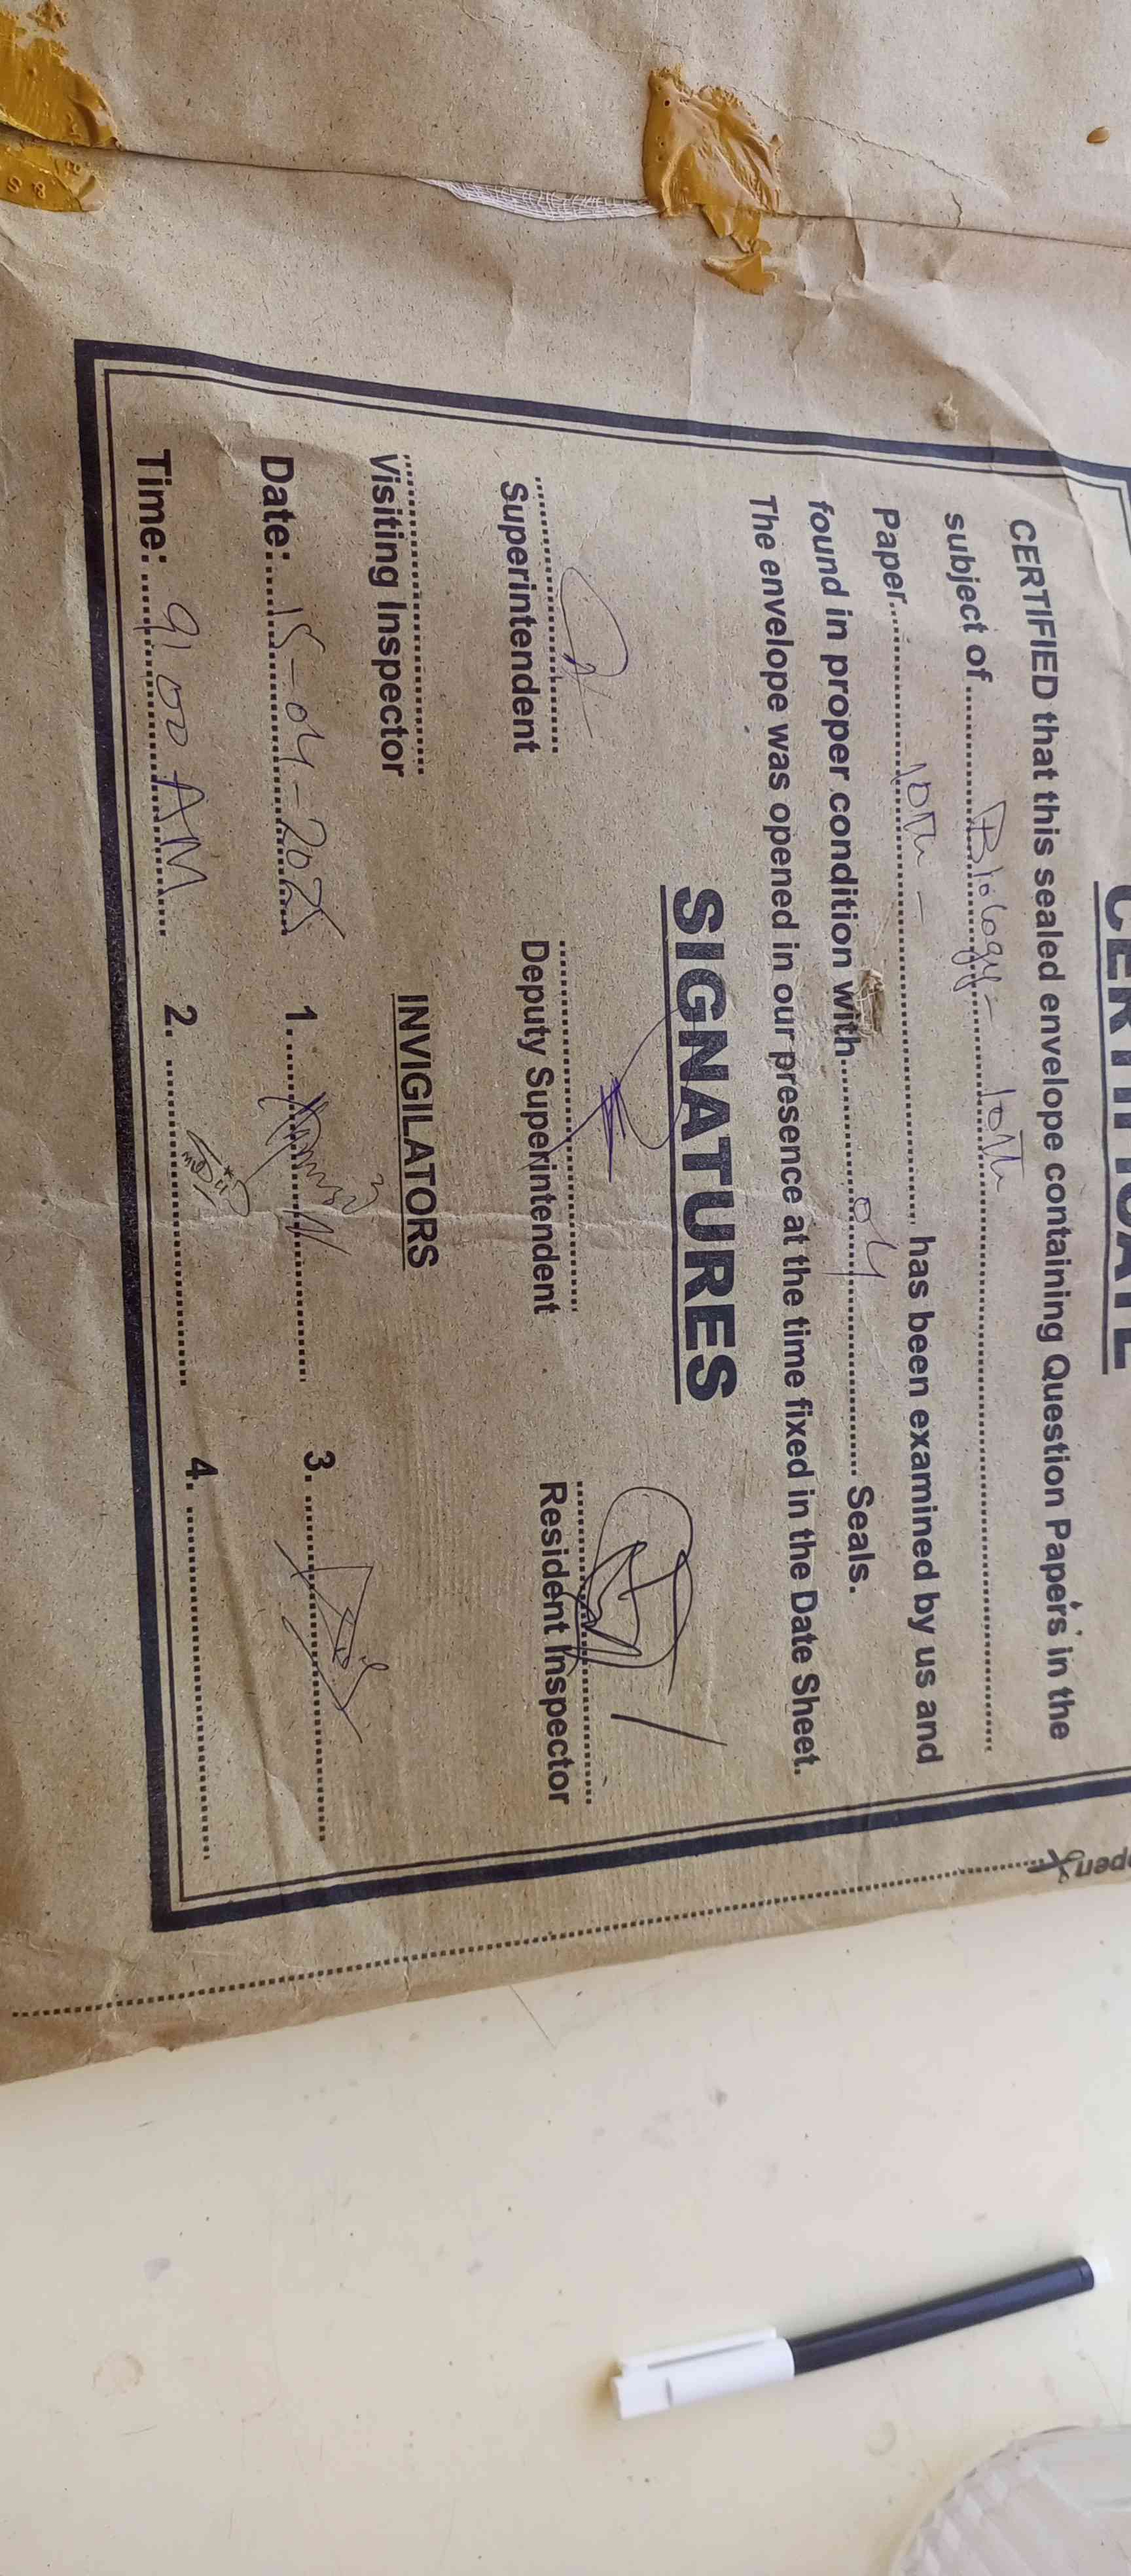 CERTIFICATE
CERTIFIED that this sealed envelope containing Question Papers in the
subject of Biology - 10th
Paper 10th - has been examined by us and
found in proper condition with 04 Seals.
The envelope was opened in our presence at the time fixed in the Date Sheet.
SIGNATURES
Superintendent Deputy Superintendent Resident Inspector
Visiting Inspector
INVIGILATORS
Date: 15-04-2025 1. 3.
Time: 9:00 AM 2. 4.
open